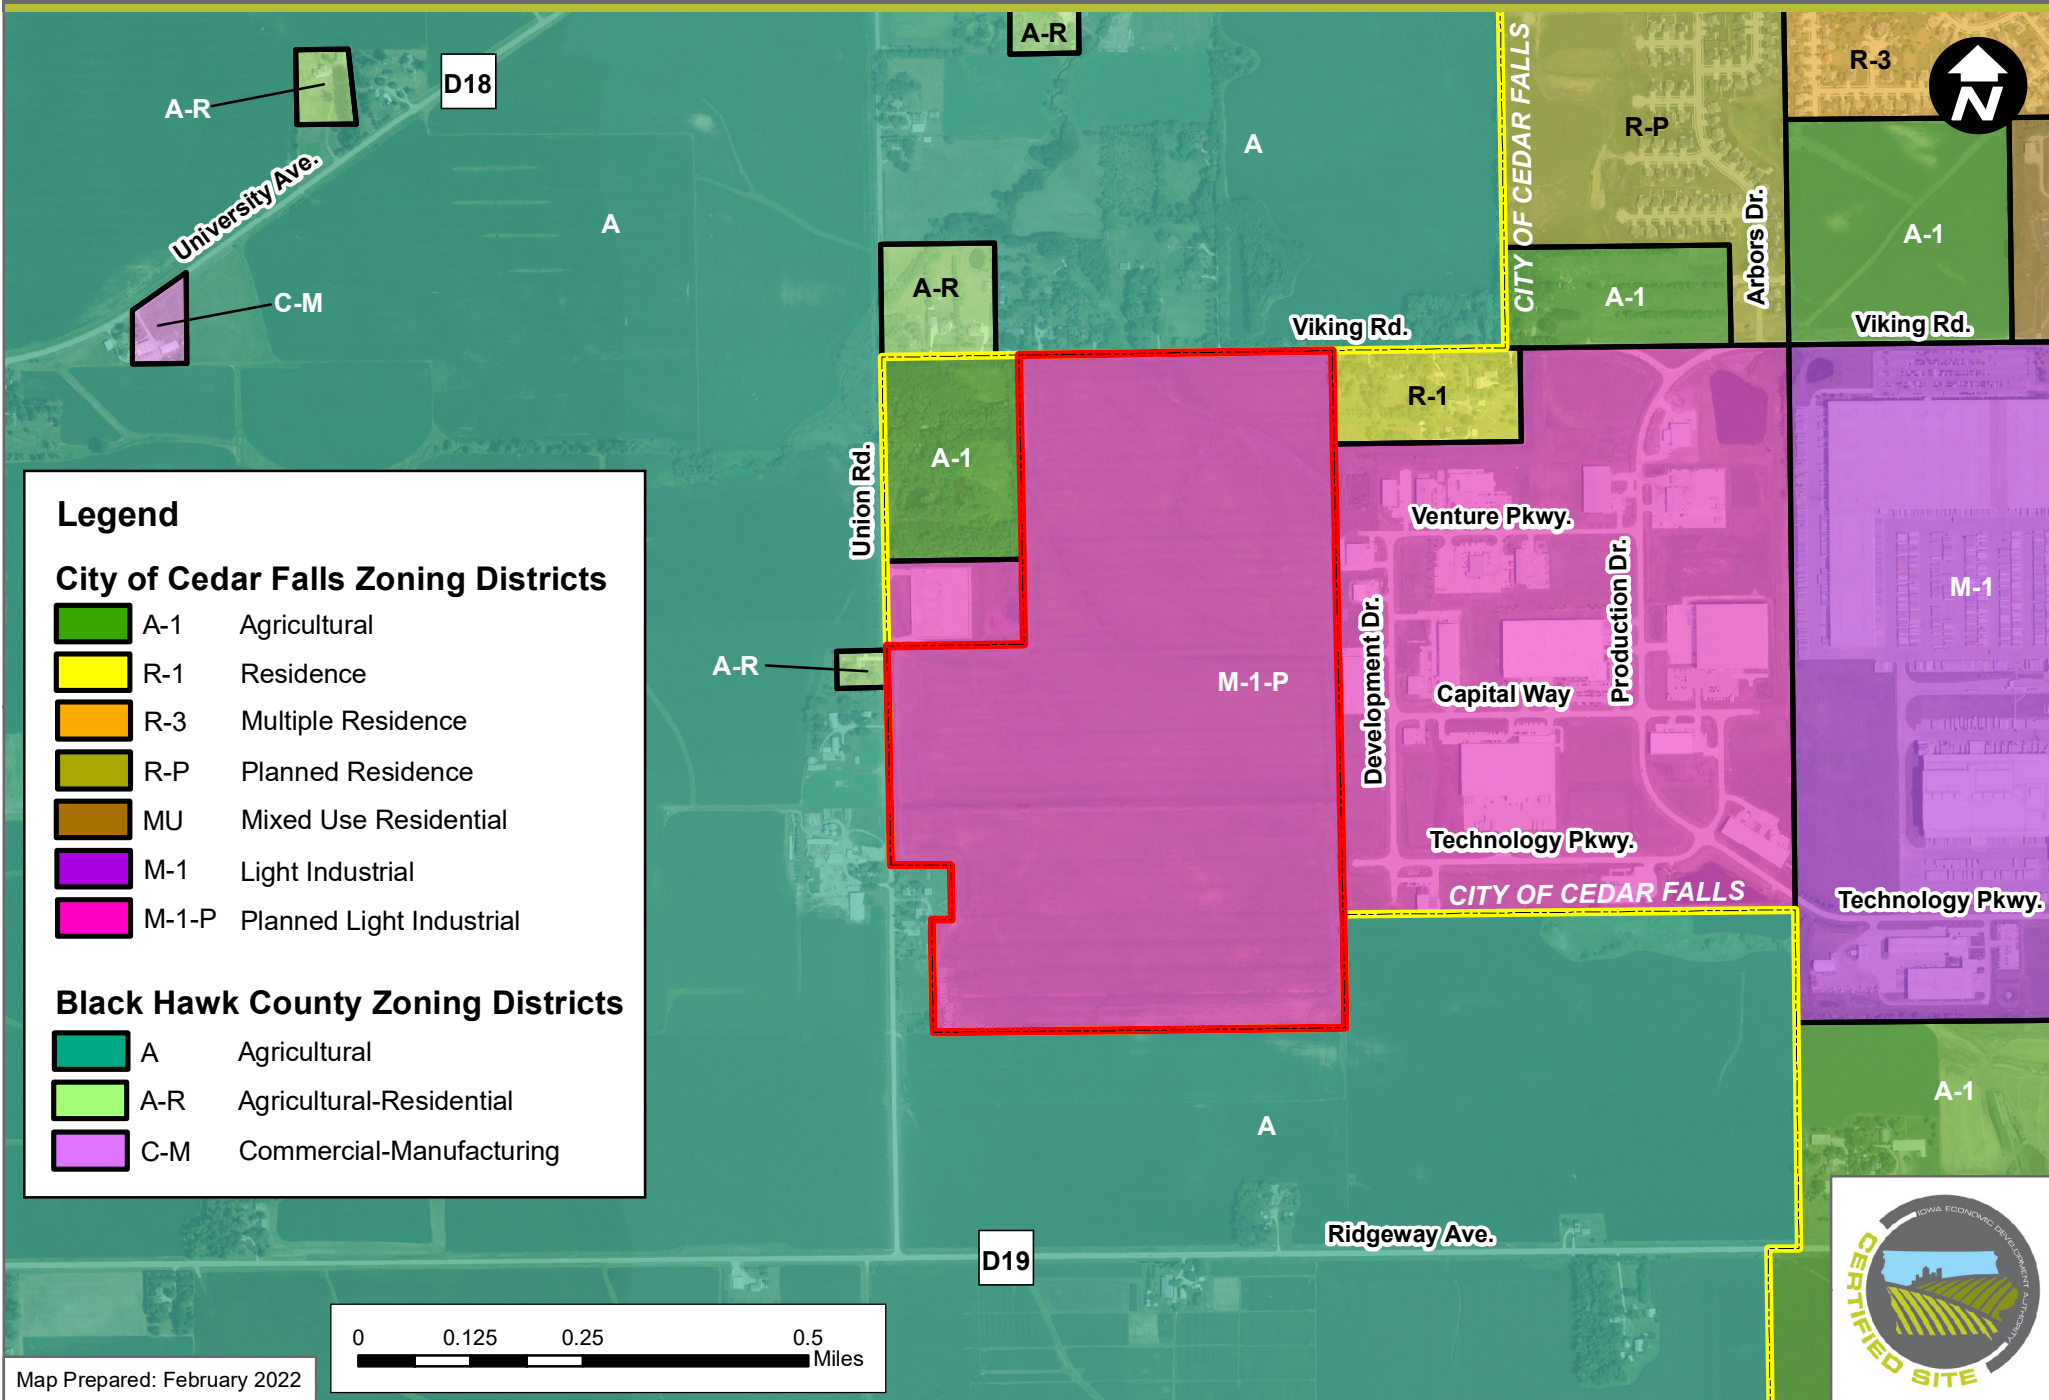 A-R
D18
A-R
University Ave.
C-M
A
A
A-R
CITY OF CEDAR FALLS
R-P
R-3
N
A-1
Arbors Dr.
A-1
Viking Rd.
Viking Rd.
R-1
A-1
Union Rd.
A-R
M-1-P
Venture Pkwy.
Production Dr.
Development Dr.
Capital Way
Technology Pkwy.
CITY OF CEDAR FALLS
M-1
Technology Pkwy.
A-1
A
Ridgeway Ave.
D19
Legend
City of Cedar Falls Zoning Districts
A-1 Agricultural
R-1 Residence
R-3 Multiple Residence
R-P Planned Residence
MU Mixed Use Residential
M-1 Light Industrial
M-1-P Planned Light Industrial
Black Hawk County Zoning Districts
A Agricultural
A-R Agricultural-Residential
C-M Commercial-Manufacturing
0 0.125 0.25 0.5
Miles
Map Prepared: February 2022
IOWA ECONOMIC DEVELOPMENT AUTHORITY
CERTIFIED SITE